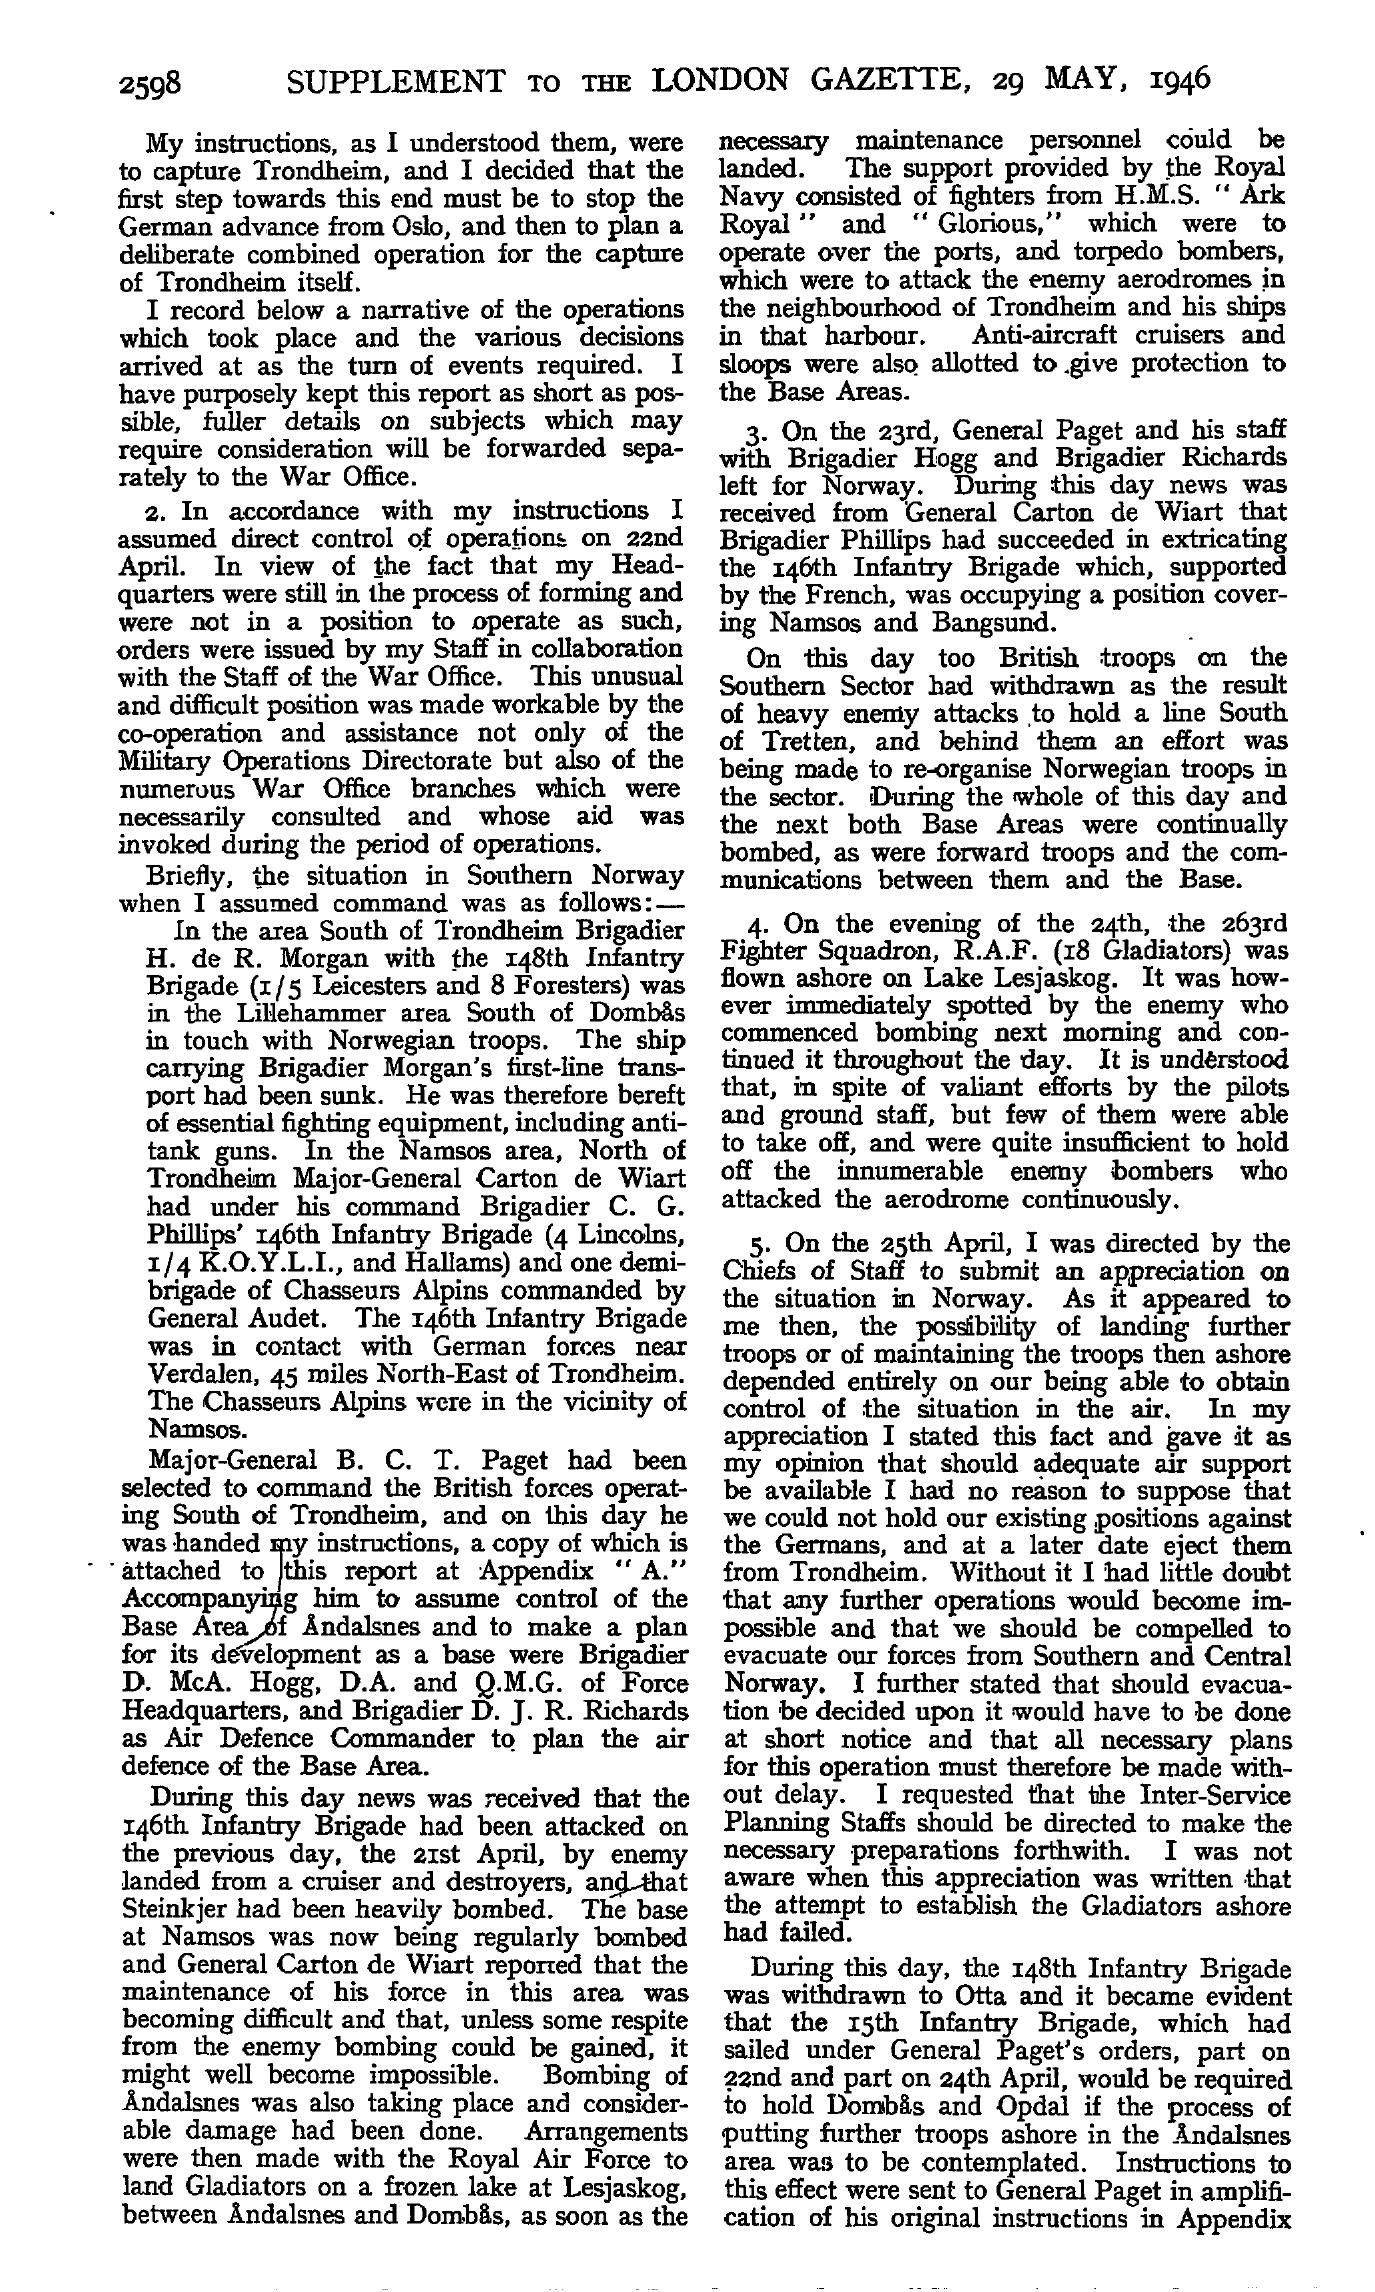 2598 SUPPLEMENT TO THE LONDON GAZETTE, 29 MAY, 1946
My instructions, as I understood them, were
to capture Trondheim, and I decided that the
first step towards this end must be to stop the
German advance from Oslo, and then to plan a
deliberate combined operation for the capture
of Trondheim itself.
I record below a narrative of the operations
which took place and the various decisions
arrived at as the turn of events required. I
have purposely kept this report as short as pos-
sible, fuller details on subjects which may
require consideration will be forwarded sepa-
rately to the War Office.
2. In accordance with my instructions I
assumed direct control of operations on 22nd
April. In view of the fact that my Head-
quarters were still in the process of forming and
were not in a position to operate as such,
orders were issued by my Staff in collaboration
with the Staff of the War Office. This unusual
and difficult position was made workable by the
co-operation and assistance not only of the
Military Operations Directorate but also of the
numerous War Office branches which were
necessarily consulted and whose aid was
invoked during the period of operations.
Briefly, the situation in Southern Norway
when I assumed command was as follows:—
In the area South of Trondheim Brigadier
H. de R. Morgan with the 148th Infantry
Brigade (1/5 Leicesters and 8 Foresters) was
in the Lillehammer area South of Dombås
in touch with Norwegian troops. The ship
carrying Brigadier Morgan's first-line trans-
port had been sunk. He was therefore bereft
of essential fighting equipment, including anti-
tank guns. In the Namsos area, North of
Trondheim Major-General Carton de Wiart
had under his command Brigadier C. G.
Phillips' 146th Infantry Brigade (4 Lincolns,
1/4 K.O.Y.L.I., and Hallams) and one demi-
brigade of Chasseurs Alpins commanded by
General Audet. The 146th Infantry Brigade
was in contact with German forces near
Verdalen, 45 miles North-East of Trondheim.
The Chasseurs Alpins were in the vicinity of
Namsos.
Major-General B. C. T. Paget had been
selected to command the British forces operat-
ing South of Trondheim, and on this day he
was handed my instructions, a copy of which is
attached to this report at Appendix " A."
Accompanying him to assume control of the
Base Area of Åndalsnes and to make a plan
for its development as a base were Brigadier
D. McA. Hogg, D.A. and Q.M.G. of Force
Headquarters, and Brigadier D. J. R. Richards
as Air Defence Commander to plan the air
defence of the Base Area.
During this day news was received that the
146th Infantry Brigade had been attacked on
the previous day, the 21st April, by enemy
landed from a cruiser and destroyers, and that
Steinkjer had been heavily bombed. The base
at Namsos was now being regularly bombed
and General Carton de Wiart reported that the
maintenance of his force in this area was
becoming difficult and that, unless some respite
from the enemy bombing could be gained, it
might well become impossible. Bombing of
Åndalsnes was also taking place and consider-
able damage had been done. Arrangements
were then made with the Royal Air Force to
land Gladiators on a frozen lake at Lesjaskog,
between Åndalsnes and Dombås, as soon as the
necessary maintenance personnel could be
landed. The support provided by the Royal
Navy consisted of fighters from H.M.S. " Ark
Royal " and " Glorious," which were to
operate over the ports, and torpedo bombers,
which were to attack the enemy aerodromes in
the neighbourhood of Trondheim and his ships
in that harbour. Anti-aircraft cruisers and
sloops were also allotted to give protection to
the Base Areas.
3. On the 23rd, General Paget and his staff
with Brigadier Hogg and Brigadier Richards
left for Norway. During this day news was
received from General Carton de Wiart that
Brigadier Phillips had succeeded in extricating
the 146th Infantry Brigade which, supported
by the French, was occupying a position cover-
ing Namsos and Bangsund.
On this day too British troops on the
Southern Sector had withdrawn as the result
of heavy enemy attacks to hold a line South
of Tretten, and behind them an effort was
being made to re-organise Norwegian troops in
the sector. During the whole of this day and
the next both Base Areas were continually
bombed, as were forward troops and the com-
munications between them and the Base.
4. On the evening of the 24th, the 263rd
Fighter Squadron, R.A.F. (18 Gladiators) was
flown ashore on Lake Lesjaskog. It was how-
ever immediately spotted by the enemy who
commenced bombing next morning and con-
tinued it throughout the day. It is understood
that, in spite of valiant efforts by the pilots
and ground staff, but few of them were able
to take off, and were quite insufficient to hold
off the innumerable enemy bombers who
attacked the aerodrome continuously.
5. On the 25th April, I was directed by the
Chiefs of Staff to submit an appreciation on
the situation in Norway. As it appeared to
me then, the possibility of landing further
troops or of maintaining the troops then ashore
depended entirely on our being able to obtain
control of the situation in the air. In my
appreciation I stated this fact and gave it as
my opinion that should adequate air support
be available I had no reason to suppose that
we could not hold our existing positions against
the Germans, and at a later date eject them
from Trondheim. Without it I had little doubt
that any further operations would become im-
possible and that we should be compelled to
evacuate our forces from Southern and Central
Norway. I further stated that should evacua-
tion be decided upon it would have to be done
at short notice and that all necessary plans
for this operation must therefore be made with-
out delay. I requested that the Inter-Service
Planning Staffs should be directed to make the
necessary preparations forthwith. I was not
aware when this appreciation was written that
the attempt to establish the Gladiators ashore
had failed.
During this day, the 148th Infantry Brigade
was withdrawn to Otta and it became evident
that the 15th Infantry Brigade, which had
sailed under General Paget's orders, part on
22nd and part on 24th April, would be required
to hold Dombås and Opdal if the process of
putting further troops ashore in the Åndalsnes
area was to be contemplated. Instructions to
this effect were sent to General Paget in amplifi-
cation of his original instructions in Appendix